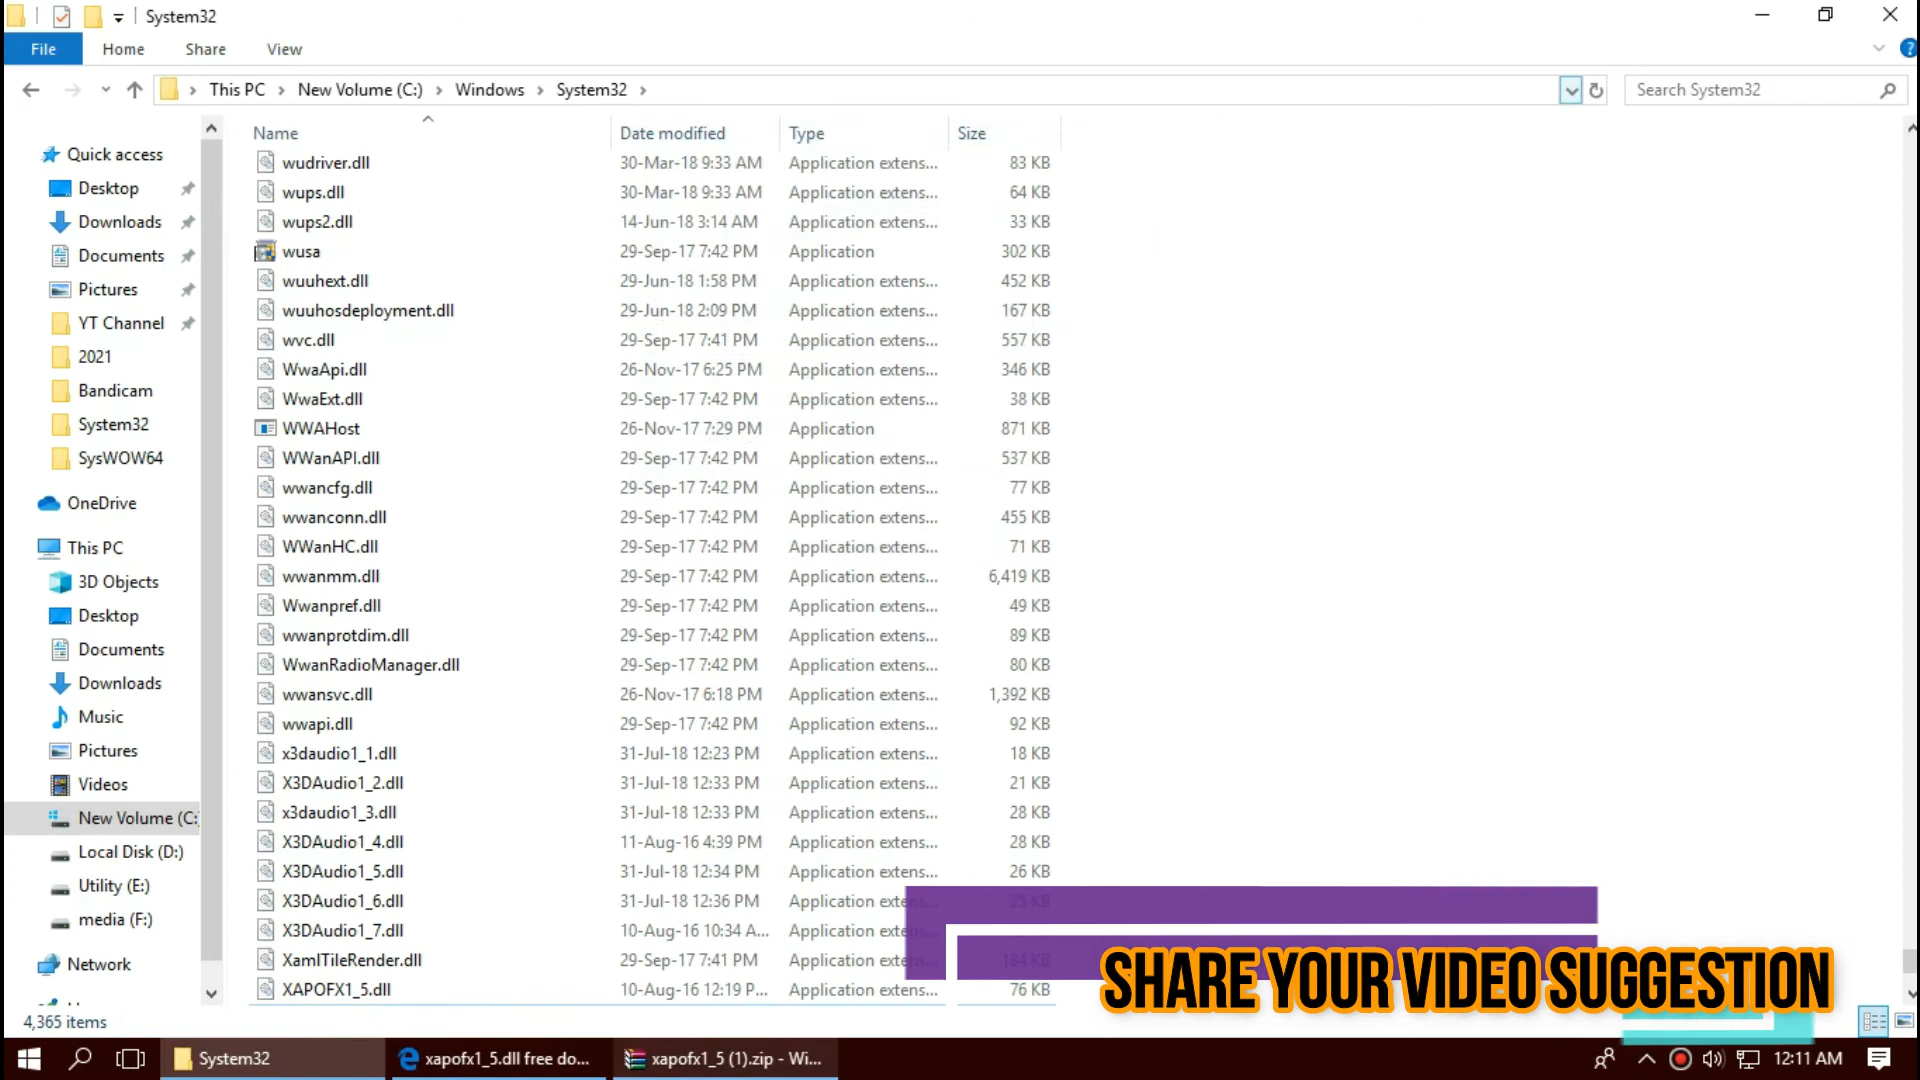 System32
File Home Share View
This PC New Volume (C:) Windows System32
Search System32
Name Date modified Type Size
wudriver.dll 30-Mar-18 9:33 AM Application extens... 83 KB
wups.dll 30-Mar-18 9:33 AM Application extens... 64 KB
wups2.dll 14-Jun-18 3:14 AM Application extens... 33 KB
wusa 29-Sep-17 7:42 PM Application 302 KB
wuuhext.dll 29-Jun-18 1:58 PM Application extens... 452 KB
wuuhosdeployment.dll 29-Jun-18 2:09 PM Application extens... 167 KB
wvc.dll 29-Sep-17 7:41 PM Application extens... 557 KB
WwaApi.dll 26-Nov-17 6:25 PM Application extens... 346 KB
WwaExt.dll 29-Sep-17 7:42 PM Application extens... 38 KB
WWAHost 26-Nov-17 7:29 PM Application 871 KB
WWanAPI.dll 29-Sep-17 7:42 PM Application extens... 537 KB
wwancfg.dll 29-Sep-17 7:42 PM Application extens... 77 KB
wwanconn.dll 29-Sep-17 7:42 PM Application extens... 455 KB
WWanHC.dll 29-Sep-17 7:42 PM Application extens... 71 KB
wwanmm.dll 29-Sep-17 7:42 PM Application extens... 6,419 KB
Wwanpref.dll 29-Sep-17 7:42 PM Application extens... 49 KB
wwanprotdim.dll 29-Sep-17 7:42 PM Application extens... 89 KB
WwanRadioManager.dll 29-Sep-17 7:42 PM Application extens... 80 KB
wwansvc.dll 26-Nov-17 6:18 PM Application extens... 1,392 KB
wwapi.dll 29-Sep-17 7:42 PM Application extens... 92 KB
x3daudio1_1.dll 31-Jul-18 12:23 PM Application extens... 18 KB
X3DAudio1_2.dll 31-Jul-18 12:33 PM Application extens... 21 KB
x3daudio1_3.dll 31-Jul-18 12:33 PM Application extens... 28 KB
X3DAudio1_4.dll 11-Aug-16 4:39 PM Application extens... 28 KB
X3DAudio1_5.dll 31-Jul-18 12:34 PM Application extens... 26 KB
X3DAudio1_6.dll 31-Jul-18 12:36 PM Application exte 25 KB
X3DAudio1_7.dll 10-Aug-16 10:34 A... Application exte
XamlTileRender.dll 29-Sep-17 7:41 PM Application exte 184 KB
XAPOFX1_5.dll 10-Aug-16 12:19 P... Application extens... 76 KB
Quick access
Desktop
Downloads
Documents
Pictures
YT Channel
2021
Bandicam
System32
SysWOW64
OneDrive
This PC
3D Objects
Desktop
Documents
Downloads
Music
Pictures
Videos
New Volume (C:
Local Disk (D:)
Utility (E:)
media (F:)
Network
4,365 items
SHARE YOUR VIDEO SUGGESTION
System32
xapofx1_5.dll free do...
xapofx1_5 (1).zip - Wi...
12:11 AM